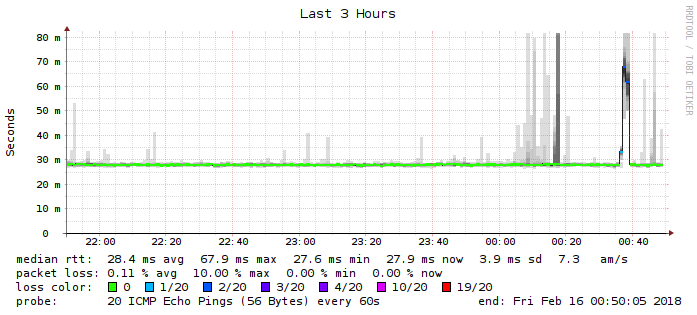 Last 3 Hours
RRDTOOL / TOBI OETIKER
Seconds
80 m
70 m
60 m
50 m
40 m
30 m
20 m
10 m
0
22:00 22:20 22:40 23:00 23:20 23:40 00:00 00:20 00:40
median rtt: 28.4 ms avg 67.9 ms max 27.6 ms min 27.9 ms now 3.9 ms sd 7.3 am/s
packet loss: 0.11 % avg 10.00 % max 0.00 % min 0.00 % now
loss color: 0 1/20 2/20 3/20 4/20 10/20 19/20
probe: 20 ICMP Echo Pings (56 Bytes) every 60s end: Fri Feb 16 00:50:05 2018